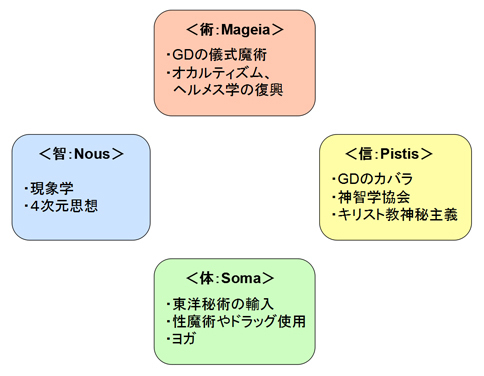 ＜術：Mageia＞
・GDの儀式魔術
・オカルティズム、
ヘルメス学の復興
＜智：Nous＞
・現象学
・４次元思想
＜信：Pistis＞
・GDのカバラ
・神智学協会
・キリスト教神秘主義
＜体：Soma＞
・東洋秘術の輸入
・性魔術やドラッグ使用
・ヨガ